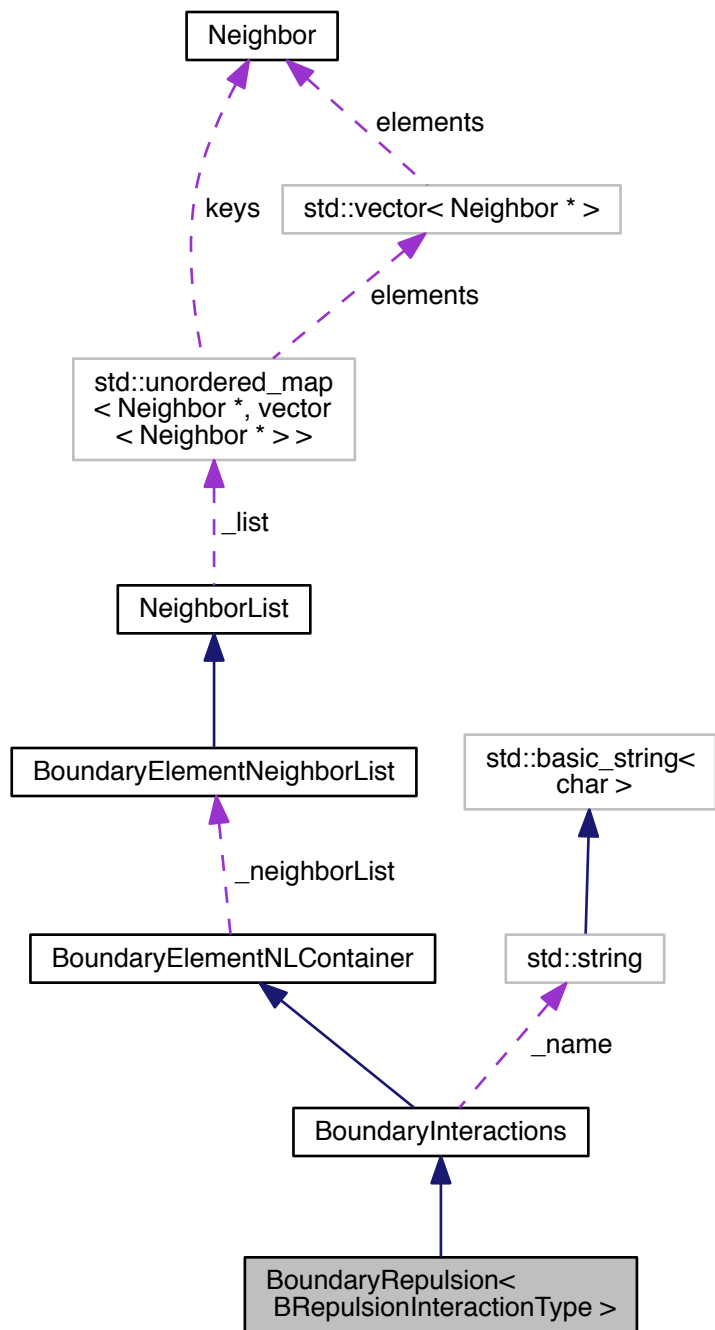 Neighbor
elements
keys
std::vector< Neighbor * >
elements
std::unordered_map
< Neighbor *, vector
< Neighbor * > >
_list
NeighborList
BoundaryElementNeighborList
std::basic_string<
char >
_neighborList
BoundaryElementNLContainer
std::string
_name
BoundaryInteractions
BoundaryRepulsion<
BRepulsionInteractionType >